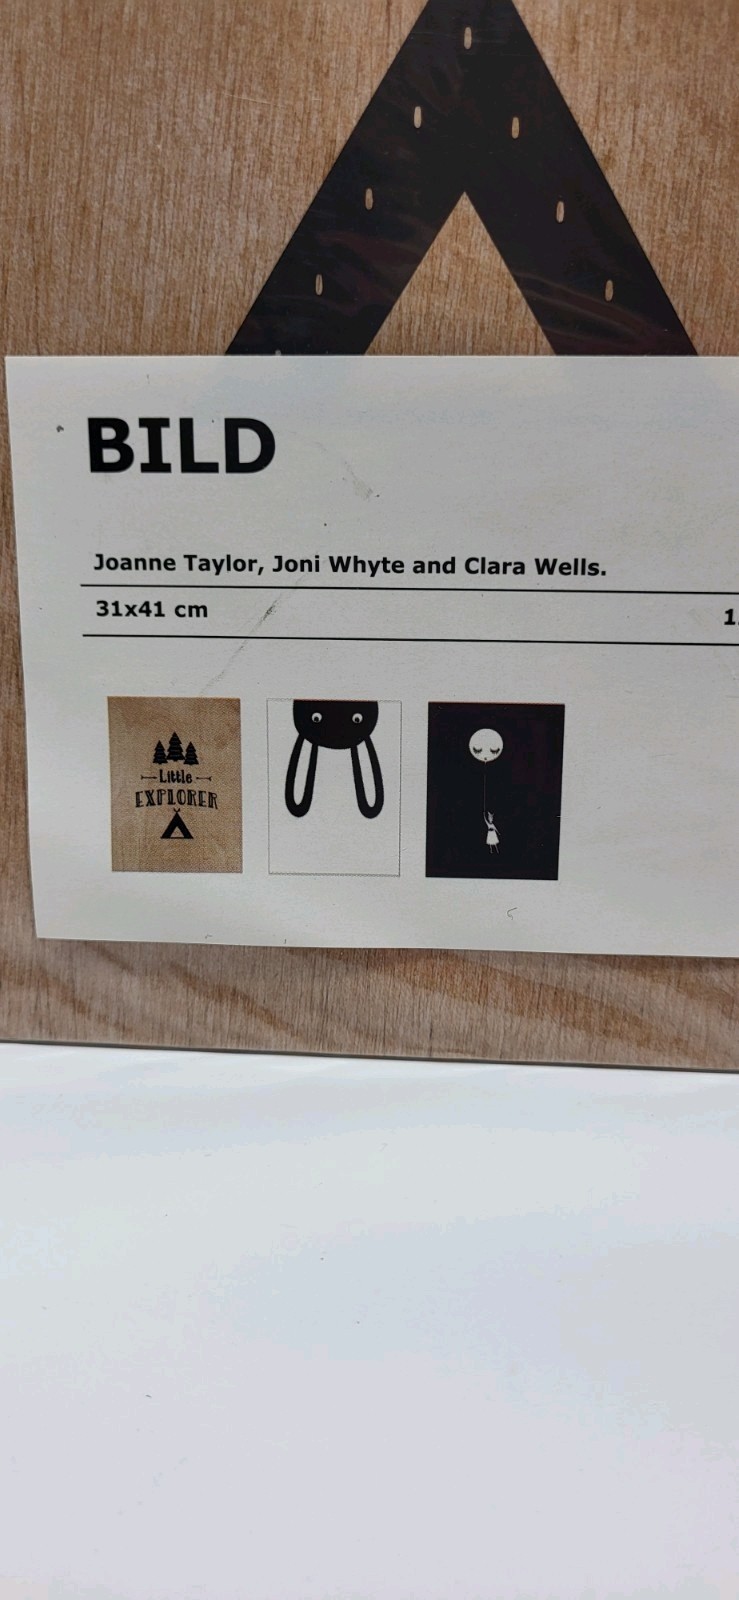 BILD
Joanne Taylor, Joni Whyte and Clara Wells.
31x41 cm
Little
EXPLORER